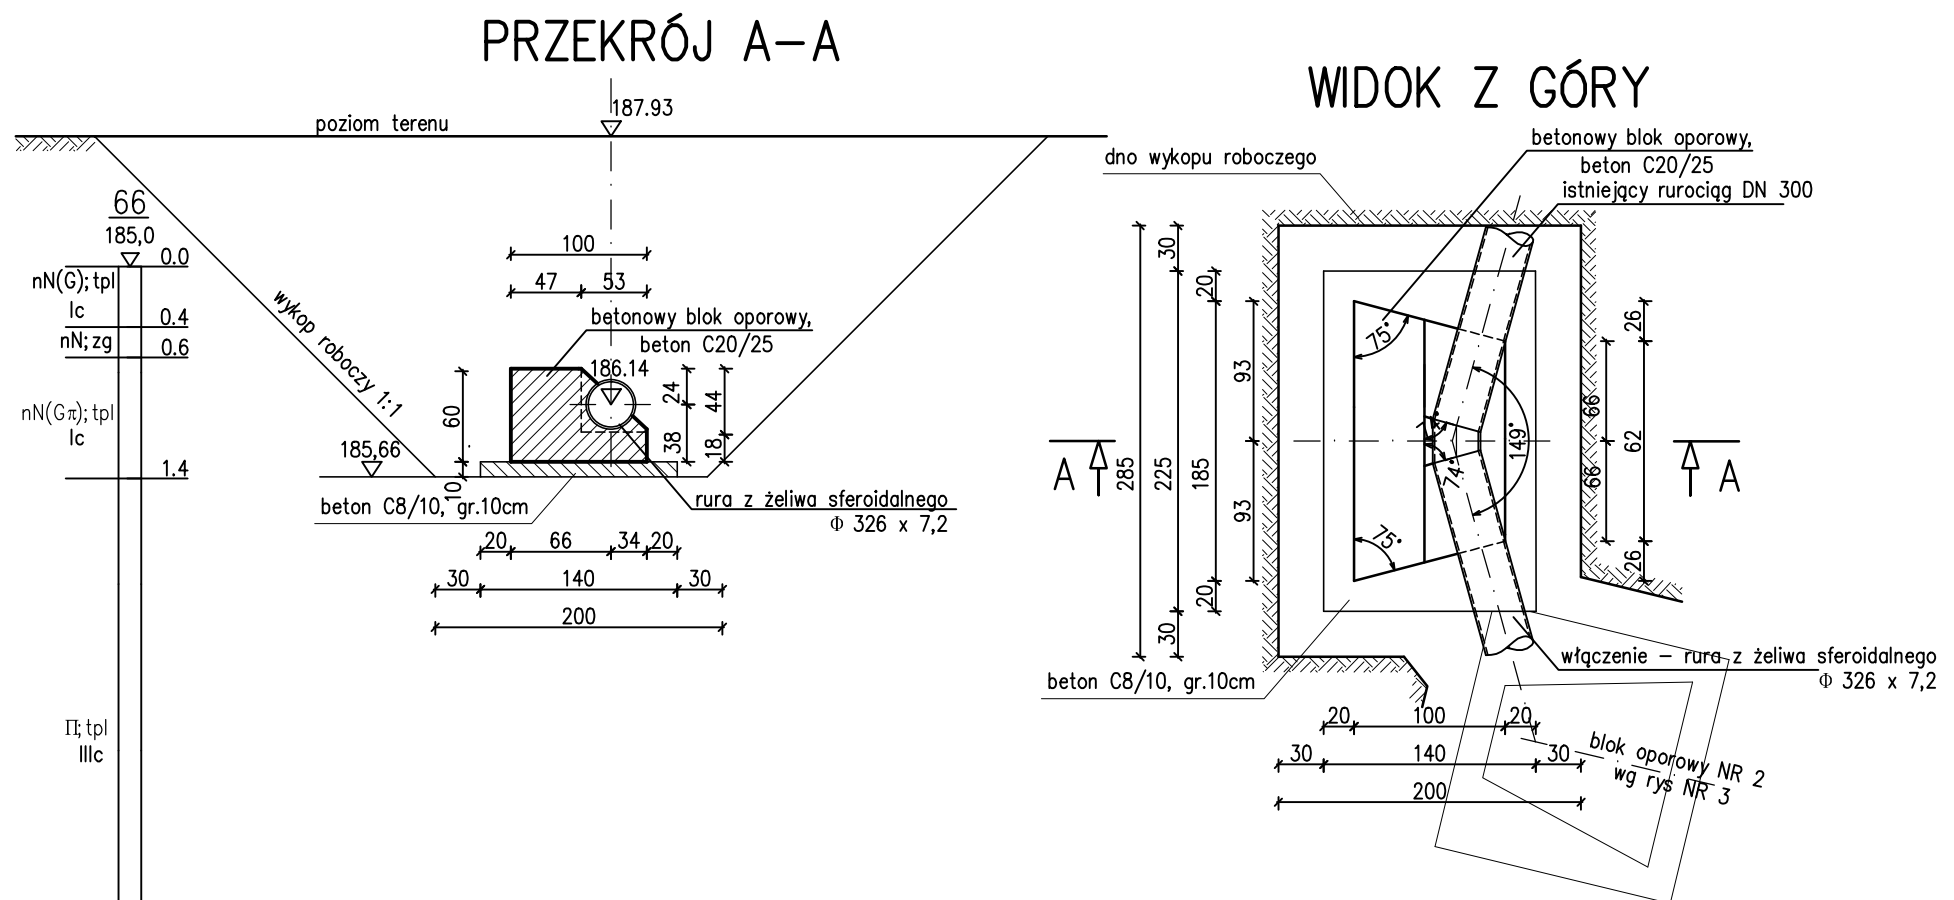 PRZEKRÓJ A-A
187.93
poziom terenu
66
185,0
0.0
nN(G); tpl
Ic
0.4
nN; zg
0.6
nN(Gπ); tpl
Ic
1.4
Π; tpl
IIIc
wykop roboczy 1:1
100
47
53
betonowy blok oporowy,
beton C20/25
186.14
60
24
44
38
18
185,66
10
beton C8/10, gr.10cm
rura z żeliwa sferoidalnego
Φ 326 x 7,2
20
66
34
20
30
140
30
200
WIDOK Z GÓRY
betonowy blok oporowy,
beton C20/25
dno wykopu roboczego
istniejący rurociąg DN 300
30
20
75°
26
93
66
149°
62
A
285
225
185
74°
66
A
93
75°
26
20
30
włączenie – rura z żeliwa sferoidalnego
Φ 326 x 7,2
beton C8/10, gr.10cm
20
100
20
30
140
30
200
blok oporowy NR 2
wg rys NR 3